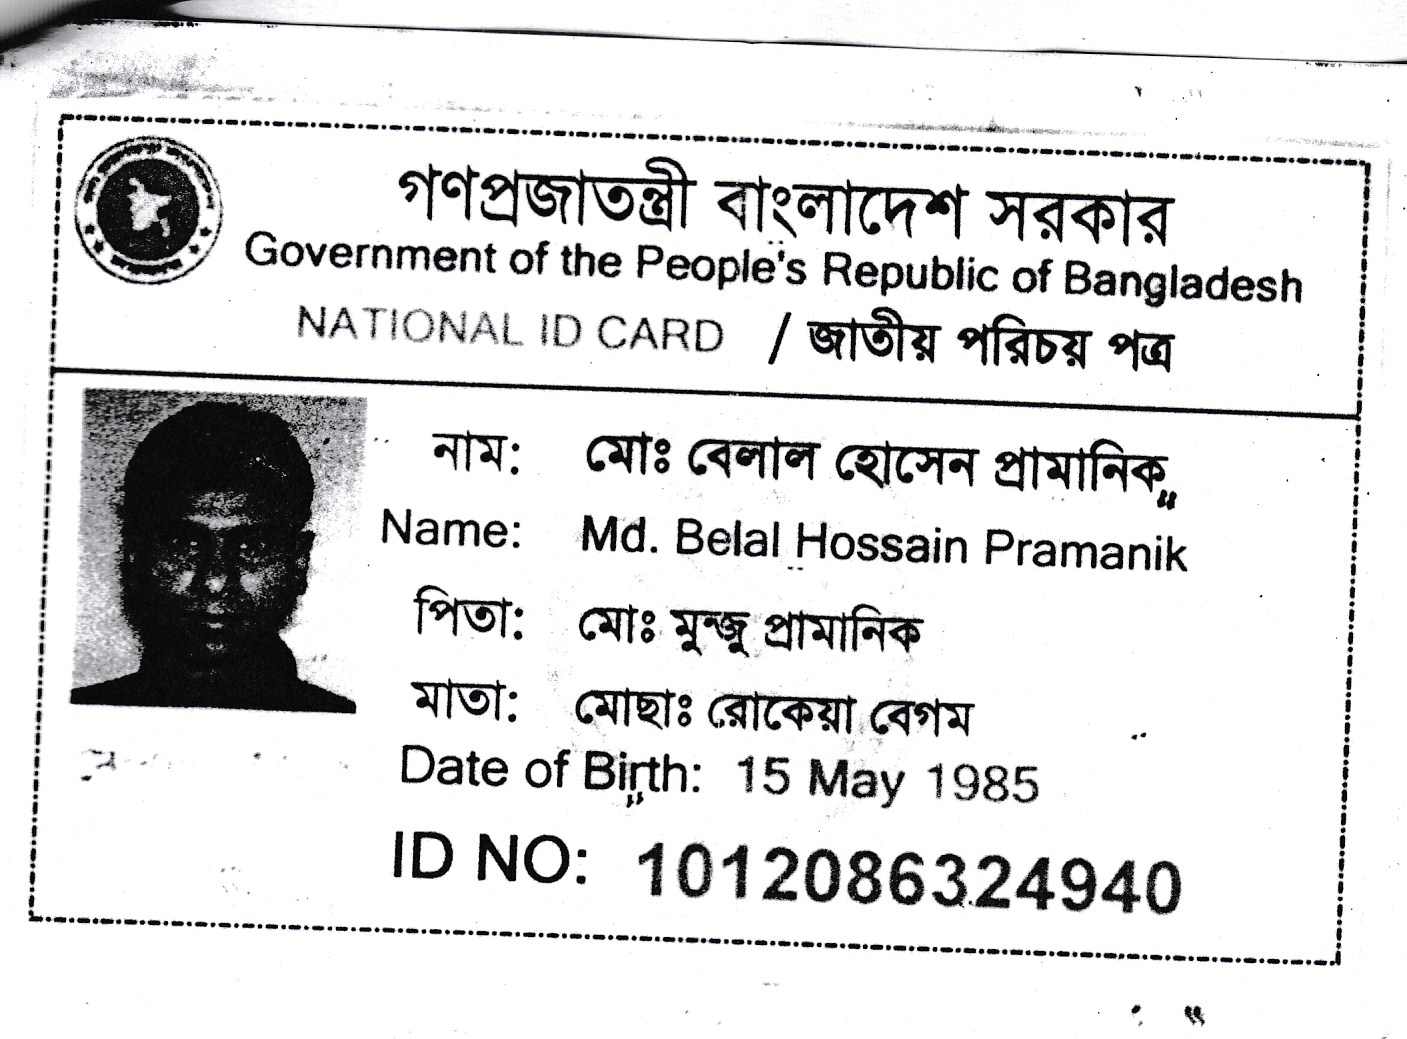 গণপ্রজাতন্ত্রী বাংলাদেশ সরকার
Government of the People's Republic of Bangladesh
NATIONAL ID CARD / জাতীয় পরিচয় পত্র
নাম: মোঃ বেলাল হোসেন প্রামানিক
Name: Md. Belal Hossain Pramanik
পিতা: মোঃ মুন্জু প্রামানিক
মাতা: মোছাঃ রোকেয়া বেগম
Date of Birth: 15 May 1985
ID NO: 1012086324940